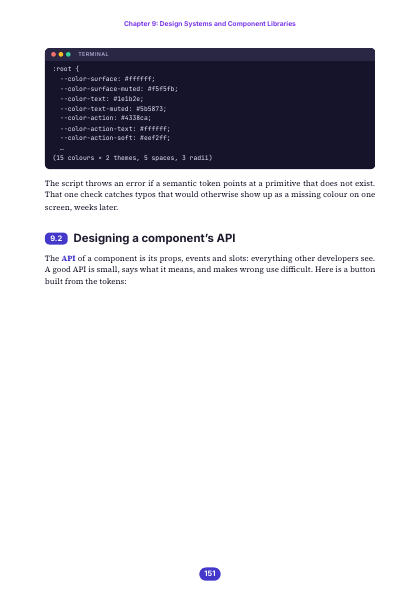 Chapter 9: Design Systems and Component Libraries
TERMINAL
:root {
  --color-surface: #ffffff;
  --color-surface-muted: #f5f5fb;
  --color-text: #1e1b2e;
  --color-text-muted: #5b5873;
  --color-action: #4338ca;
  --color-action-text: #ffffff;
  --color-action-soft: #eef2ff;
  …
(15 colours × 2 themes, 5 spaces, 3 radii)
The script throws an error if a semantic token points at a primitive that does not exist.
That one check catches typos that would otherwise show up as a missing colour on one
screen, weeks later.
9.2 Designing a component’s API
The API of a component is its props, events and slots: everything other developers see.
A good API is small, says what it means, and makes wrong use difficult. Here is a button
built from the tokens:
151